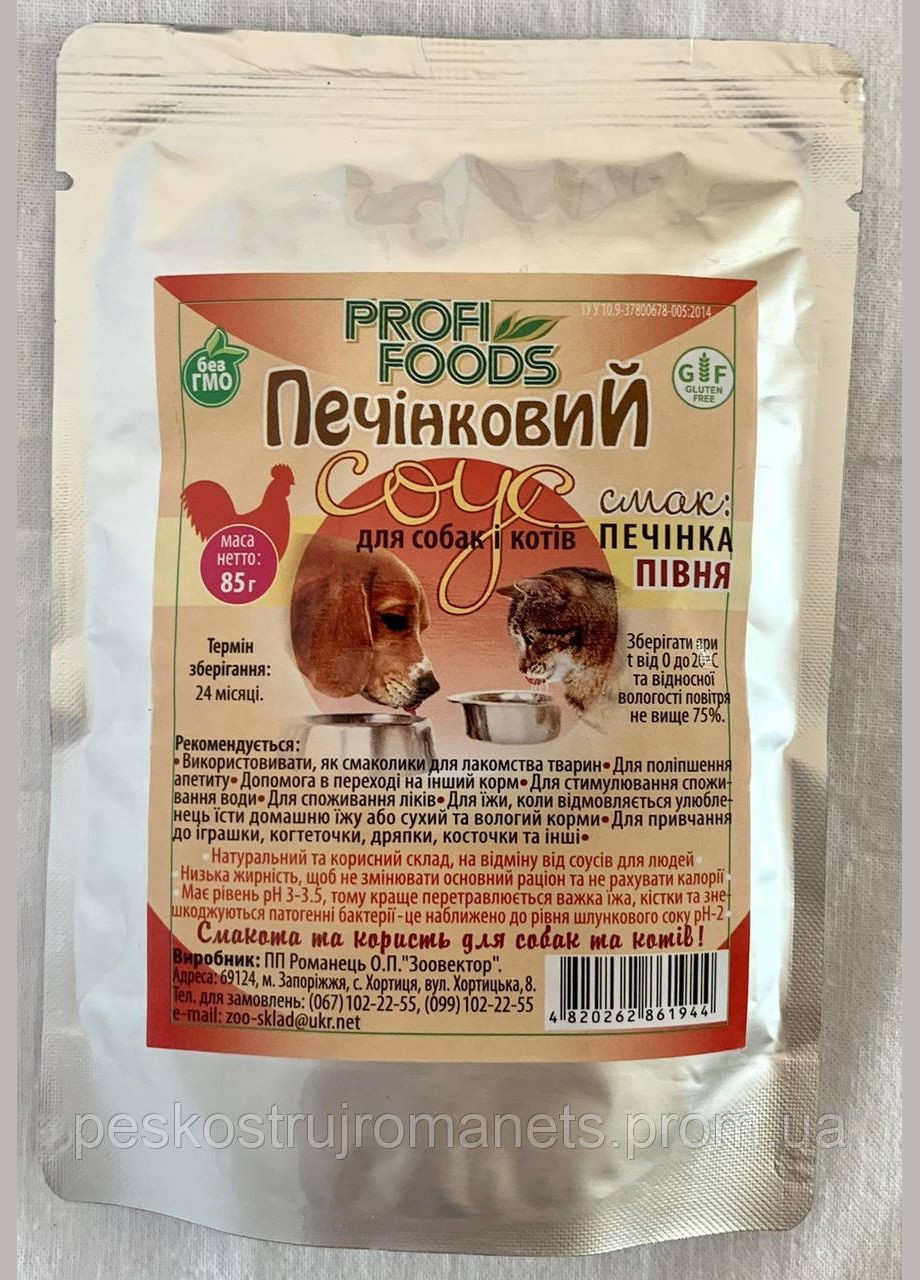 PROFI
FOODS
ТУ У 10.9-37800678-005:2014
без
ГМО
GF
GLUTEN
FREE
Печінковий
соус
для собак і котів
смак:
ПЕЧІНКА
ПІВНЯ
маса
нетто:
85 г
Термін
зберігання:
24 місяці.
Зберігати при
t від 0 до 20°С
та відносної
вологості повітря
не вище 75%.
Рекомендується:
• Використовивати, як смаколики для лакомства тварин • Для поліпшення
апетиту • Допомога в переході на інший корм • Для стимулювання спожи-
вання води • Для споживання ліків • Для їжи, коли відмовляється улюбле-
нець їсти домашню їжу або сухий та вологий корми • Для привчання
до іграшки, когтеточки, дряпки, косточки та інші •
• Натуральний та корисний склад, на відміну від соусів для людей •
• Низька жирність, щоб не змінювати основний раціон та не рахувати калорії •
• Має рівень pH 3-3.5, тому краще перетравлюється важка їжа, кістки та зне-
шкоджуються патогенні бактерії - це наближено до рівня шлункового соку pH-2 •
Смакота та користь для собак та котів!
Виробник: ПП Романець О.П."Зоовектор".
Адреса: 69124, м. Запоріжжя, с. Хортиця, вул. Хортицька, 8.
Тел. для замовлень: (067) 102-22-55, (099) 102-22-55
e-mail: zoo-sklad@ukr.net
4 820262 861944
peskostrujromanets.prom.ua